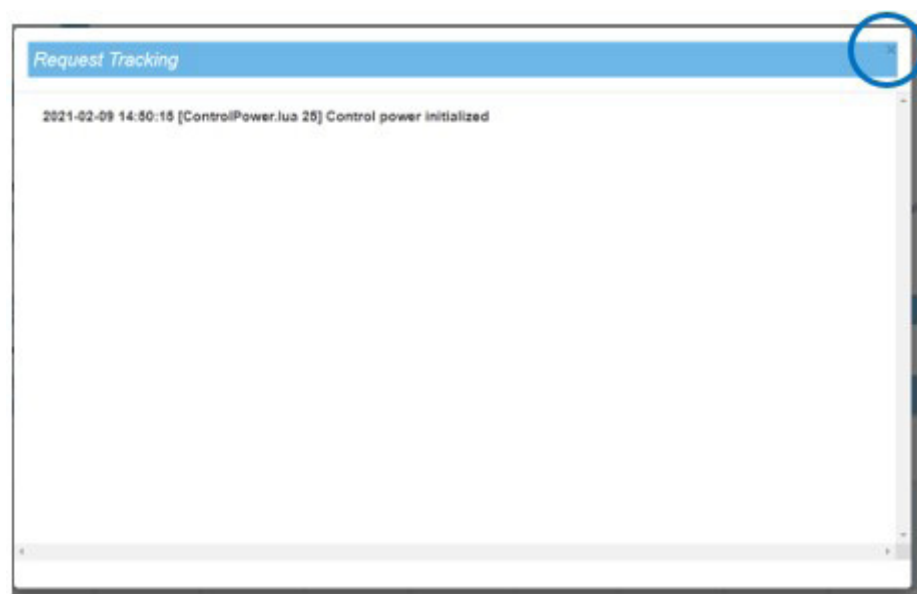 Request Tracking
2021-02-09 14:50:15 [ControlPower.lua 25] Control power initialized